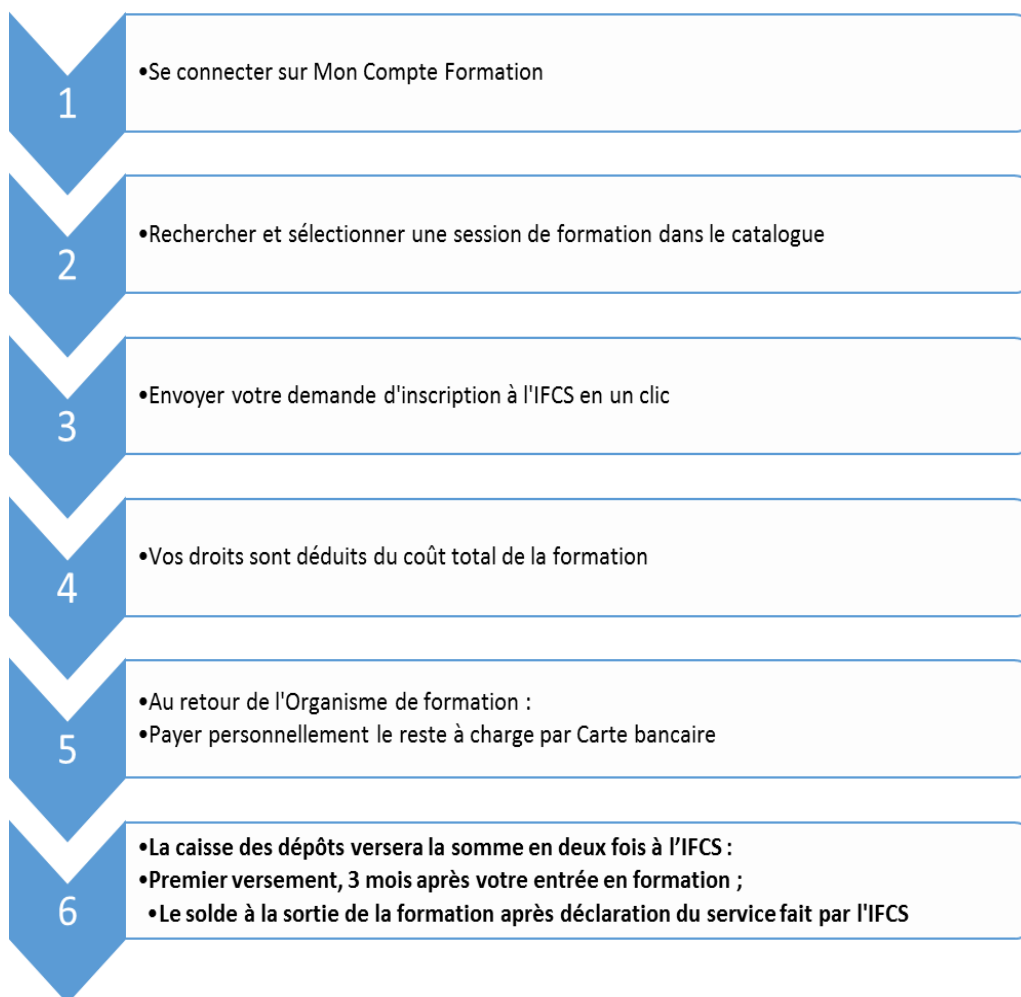 1
•Se connecter sur Mon Compte Formation
2
•Rechercher et sélectionner une session de formation dans le catalogue
3
•Envoyer votre demande d'inscription à l'IFCS en un clic
4
•Vos droits sont déduits du coût total de la formation
5
•Au retour de l'Organisme de formation :
•Payer personnellement le reste à charge par Carte bancaire
6
•La caisse des dépôts versera la somme en deux fois à l’IFCS :
•Premier versement, 3 mois après votre entrée en formation ;
•Le solde à la sortie de la formation après déclaration du service fait par l'IFCS